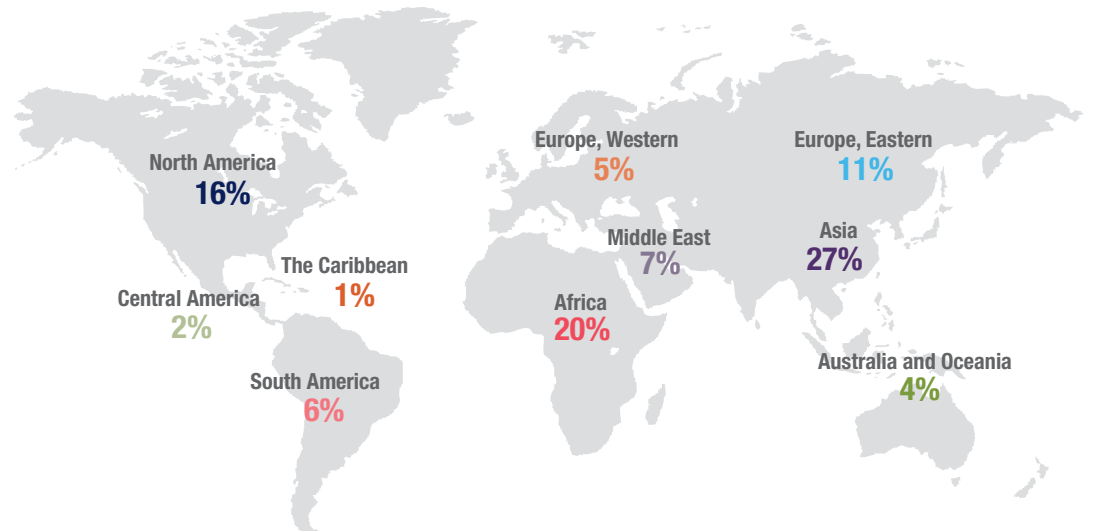 Europe, Western
5%
Europe, Eastern
11%
North America
16%
Asia
27%
Middle East
7%
The Caribbean
1%
Central America
2%
Africa
20%
Australia and Oceania
4%
South America
6%